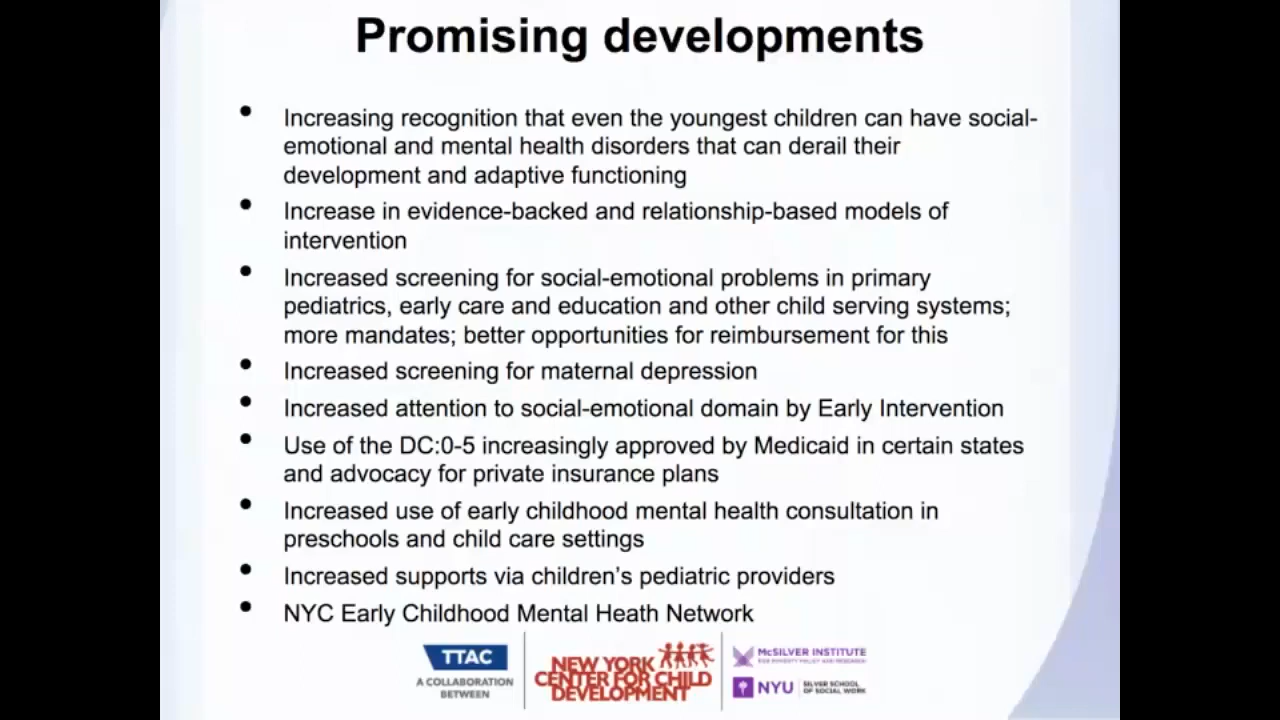 Promising developments
• Increasing recognition that even the youngest children can have social-
emotional and mental health disorders that can derail their
development and adaptive functioning
• Increase in evidence-backed and relationship-based models of
intervention
• Increased screening for social-emotional problems in primary
pediatrics, early care and education and other child serving systems;
more mandates; better opportunities for reimbursement for this
• Increased screening for maternal depression
• Increased attention to social-emotional domain by Early Intervention
• Use of the DC:0-5 increasingly approved by Medicaid in certain states
and advocacy for private insurance plans
• Increased use of early childhood mental health consultation in
preschools and child care settings
• Increased supports via children’s pediatric providers
• NYC Early Childhood Mental Heath Network
TTAC
A COLLABORATION
BETWEEN
NEW YORK
CENTER FOR CHILD
DEVELOPMENT
McSILVER INSTITUTE
FOR POVERTY POLICY AND RESEARCH
NYU
SILVER SCHOOL
OF SOCIAL WORK